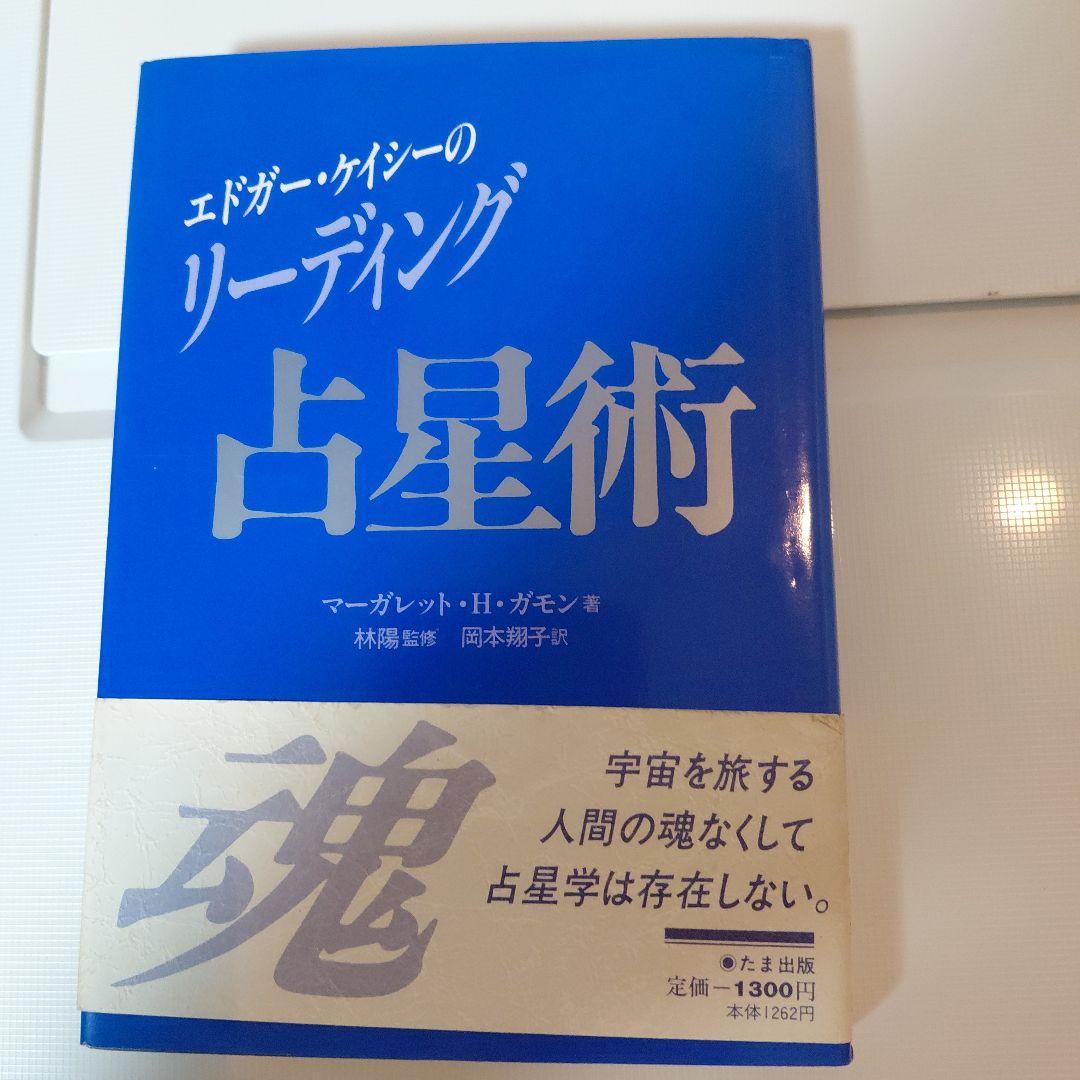 エドガー・ケイシーの
リーディング
占星術
マーガレット・H・ガモン著
林陽監修 岡本翔子訳
魂
宇宙を旅する
人間の魂なくして
占星学は存在しない。
●たま出版
定価−1300円
本体1262円